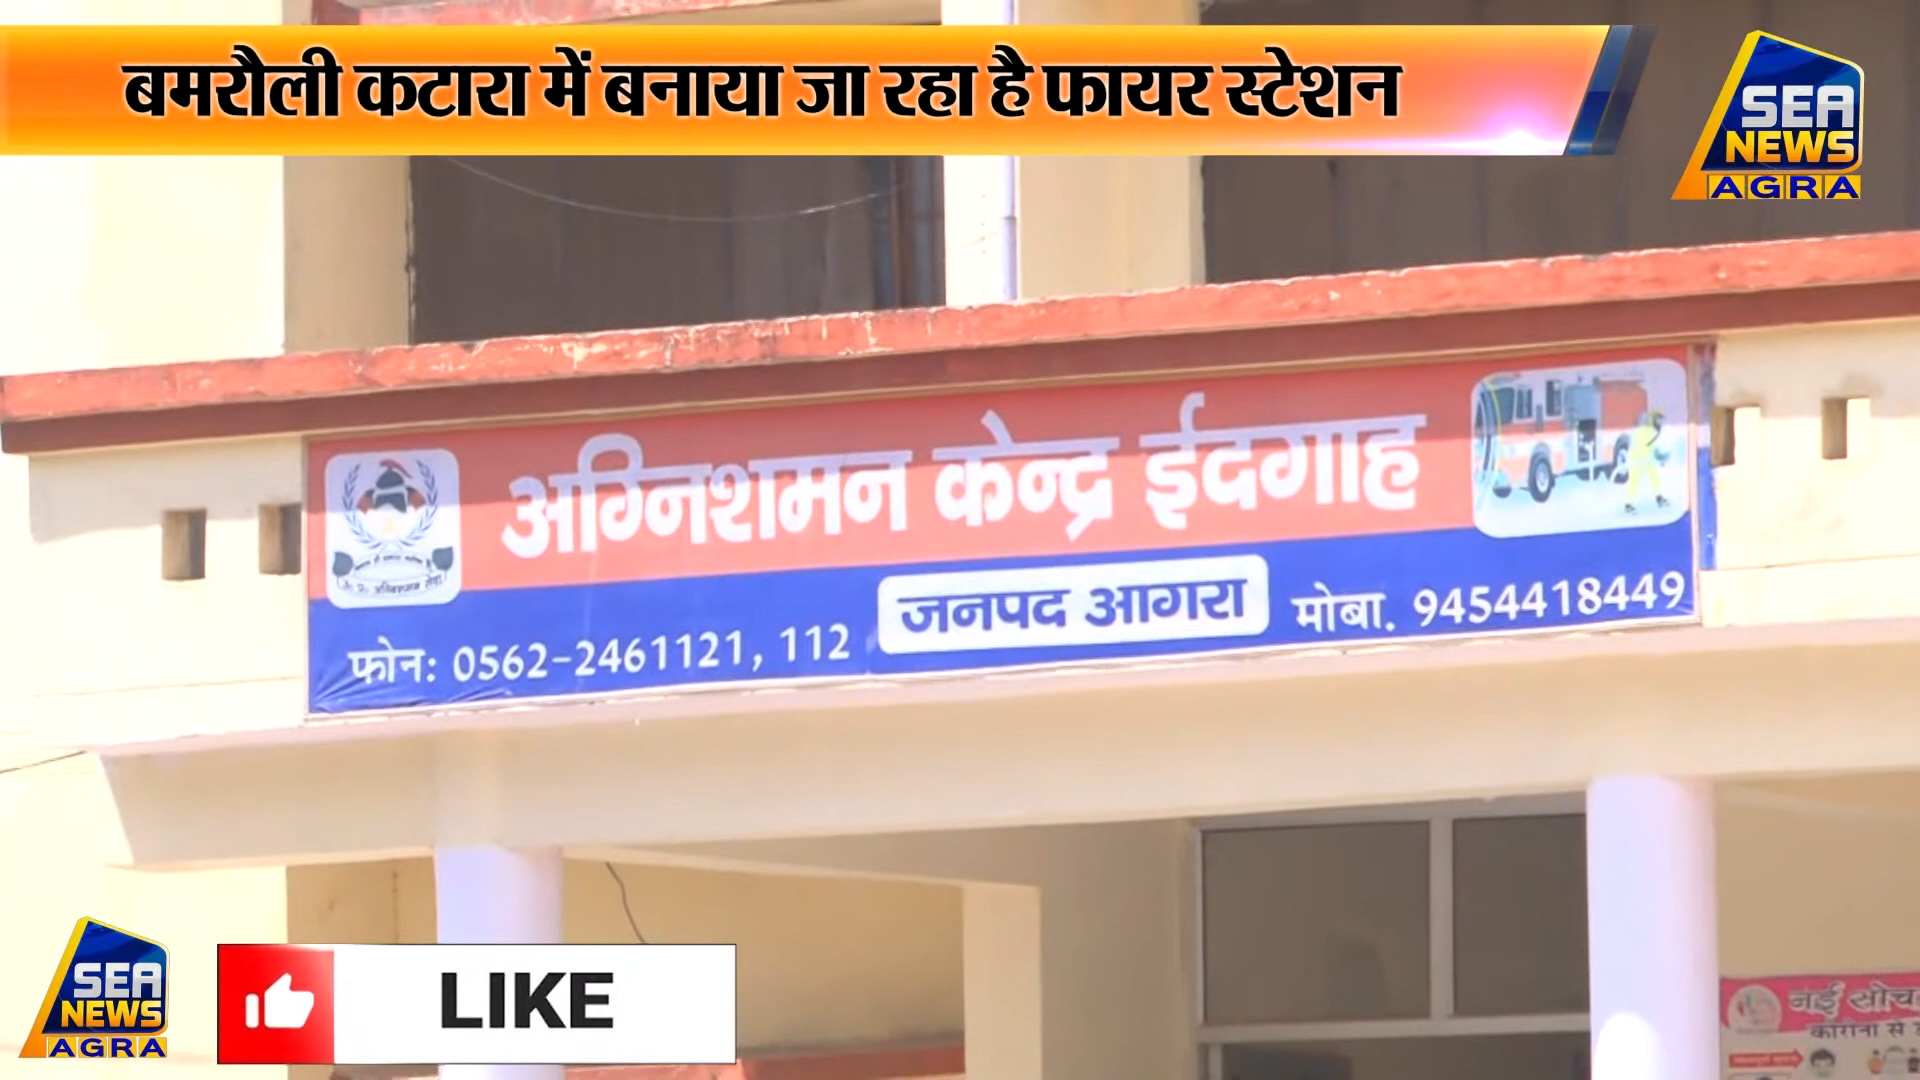 बमरौली कटारा में बनाया जा रहा है फायर स्टेशन
SEA
NEWS
AGRA
अग्निशमन केन्द्र ईदगाह
जनपद आगरा
फोन: 0562-2461121, 112
मोबा. 9454418449
नई सोच
कोरोना से
SEA
NEWS
AGRA
LIKE